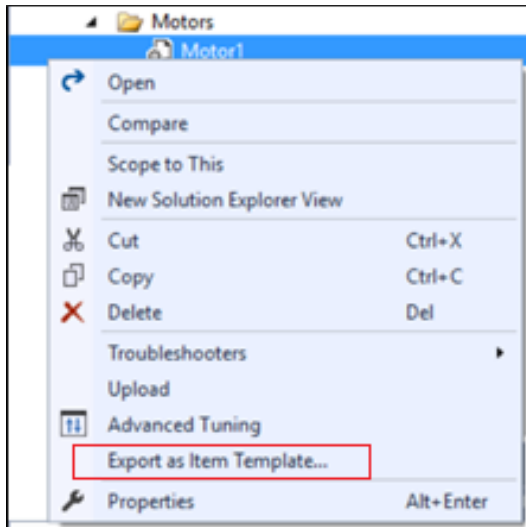 Motors
Motor1
Open
Compare
Scope to This
New Solution Explorer View
Cut Ctrl+X
Copy Ctrl+C
Delete Del
Troubleshooters
Upload
Advanced Tuning
Export as Item Template...
Properties Alt+Enter